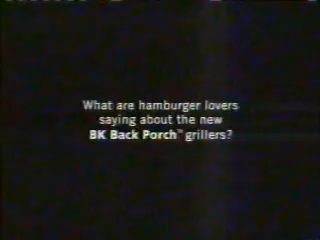 What are hamburger lovers
saying about the new
BK Back Porch™ grillers?